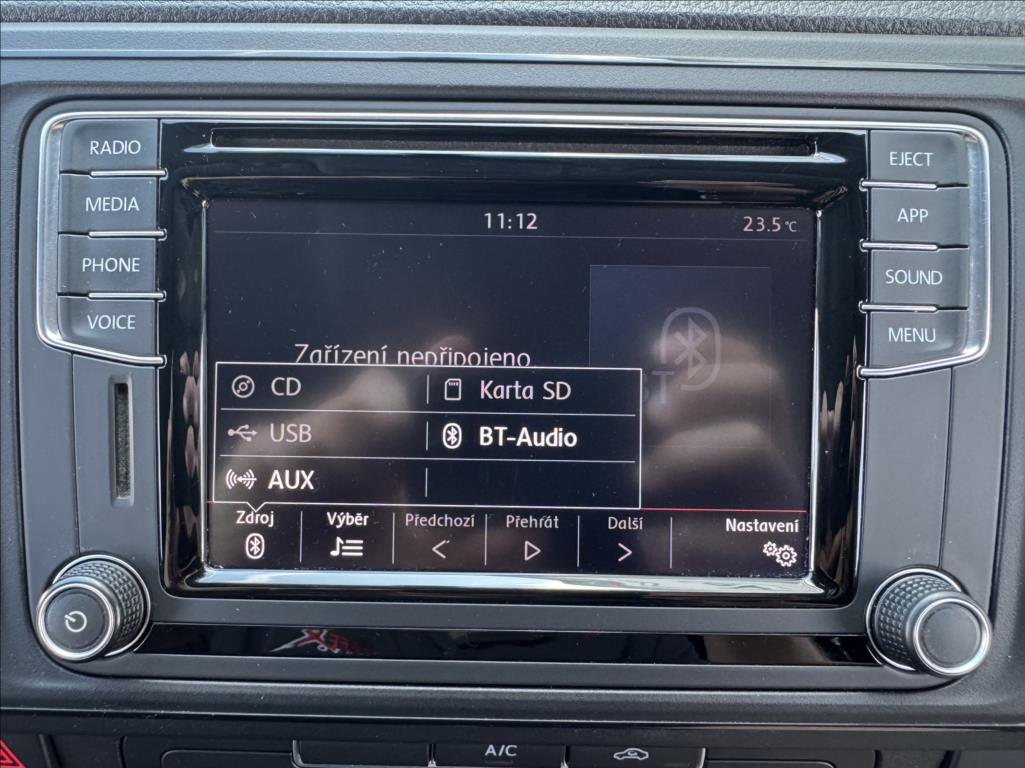 RADIO
MEDIA
PHONE
VOICE
EJECT
APP
SOUND
MENU
11:12
23.5°C
Zařízení nepřipojeno.
BT
CD
Karta SD
USB
BT-Audio
AUX
Zdroj
Výběr
Předchozí
Přehrát
Další
Nastavení
A/C